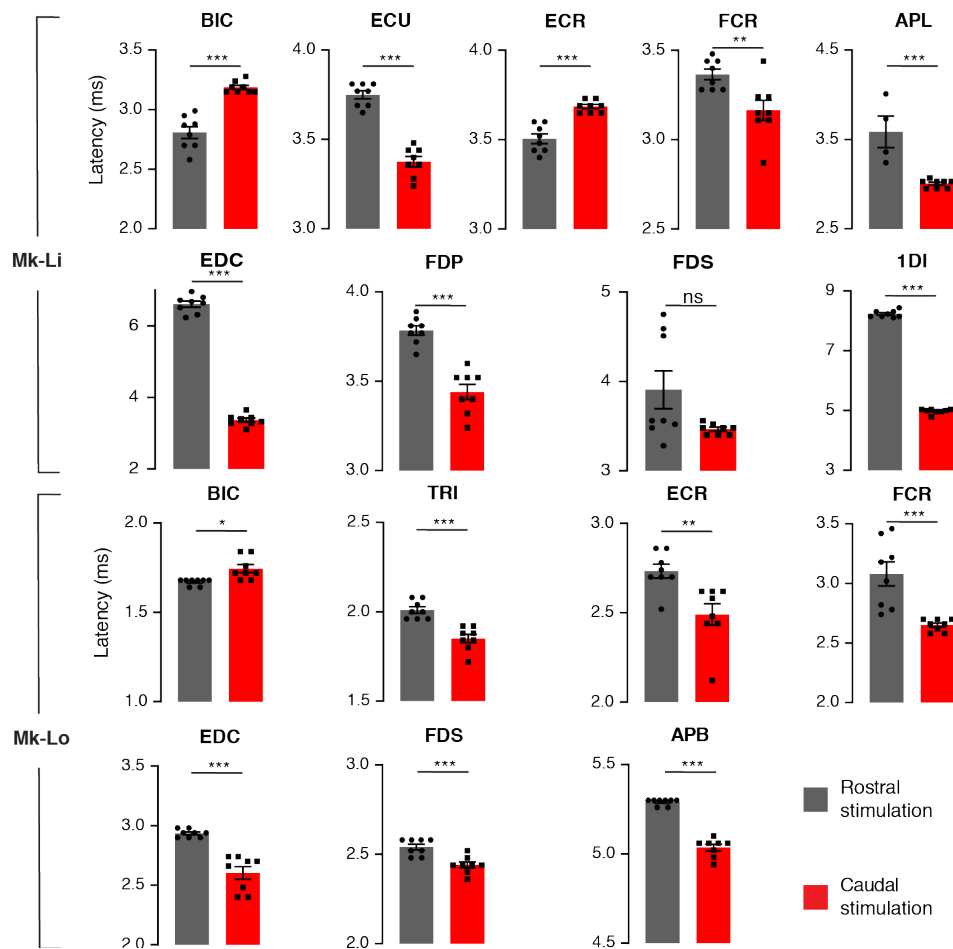 BIC ECU ECR FCR APL
*** *** *** ** ***
3.5 4.0 4.0 3.5 4.5
3.0 3.5 3.5 3.0 3.5
2.5
2.0 3.0 3.0 2.5 2.5
Latency (ms)
Mk-Li
EDC FDP FDS 1DI
*** *** ns ***
4.0 5 9
6 8
3.5 4
4 5
2 3.0 3 3
BIC TRI ECR FCR
* *** ** ***
2.0 2.5 3.0 3.5
3.0
1.5 2.0 2.5 2.5
1.0 1.5 2.0 2.0
Latency (ms)
Mk-Lo
EDC FDS APB
*** *** ***
3.5 3.0 5.5
3.0
2.5 2.5 5.0
2.0 2.0 4.5
Rostral
stimulation
Caudal
stimulation